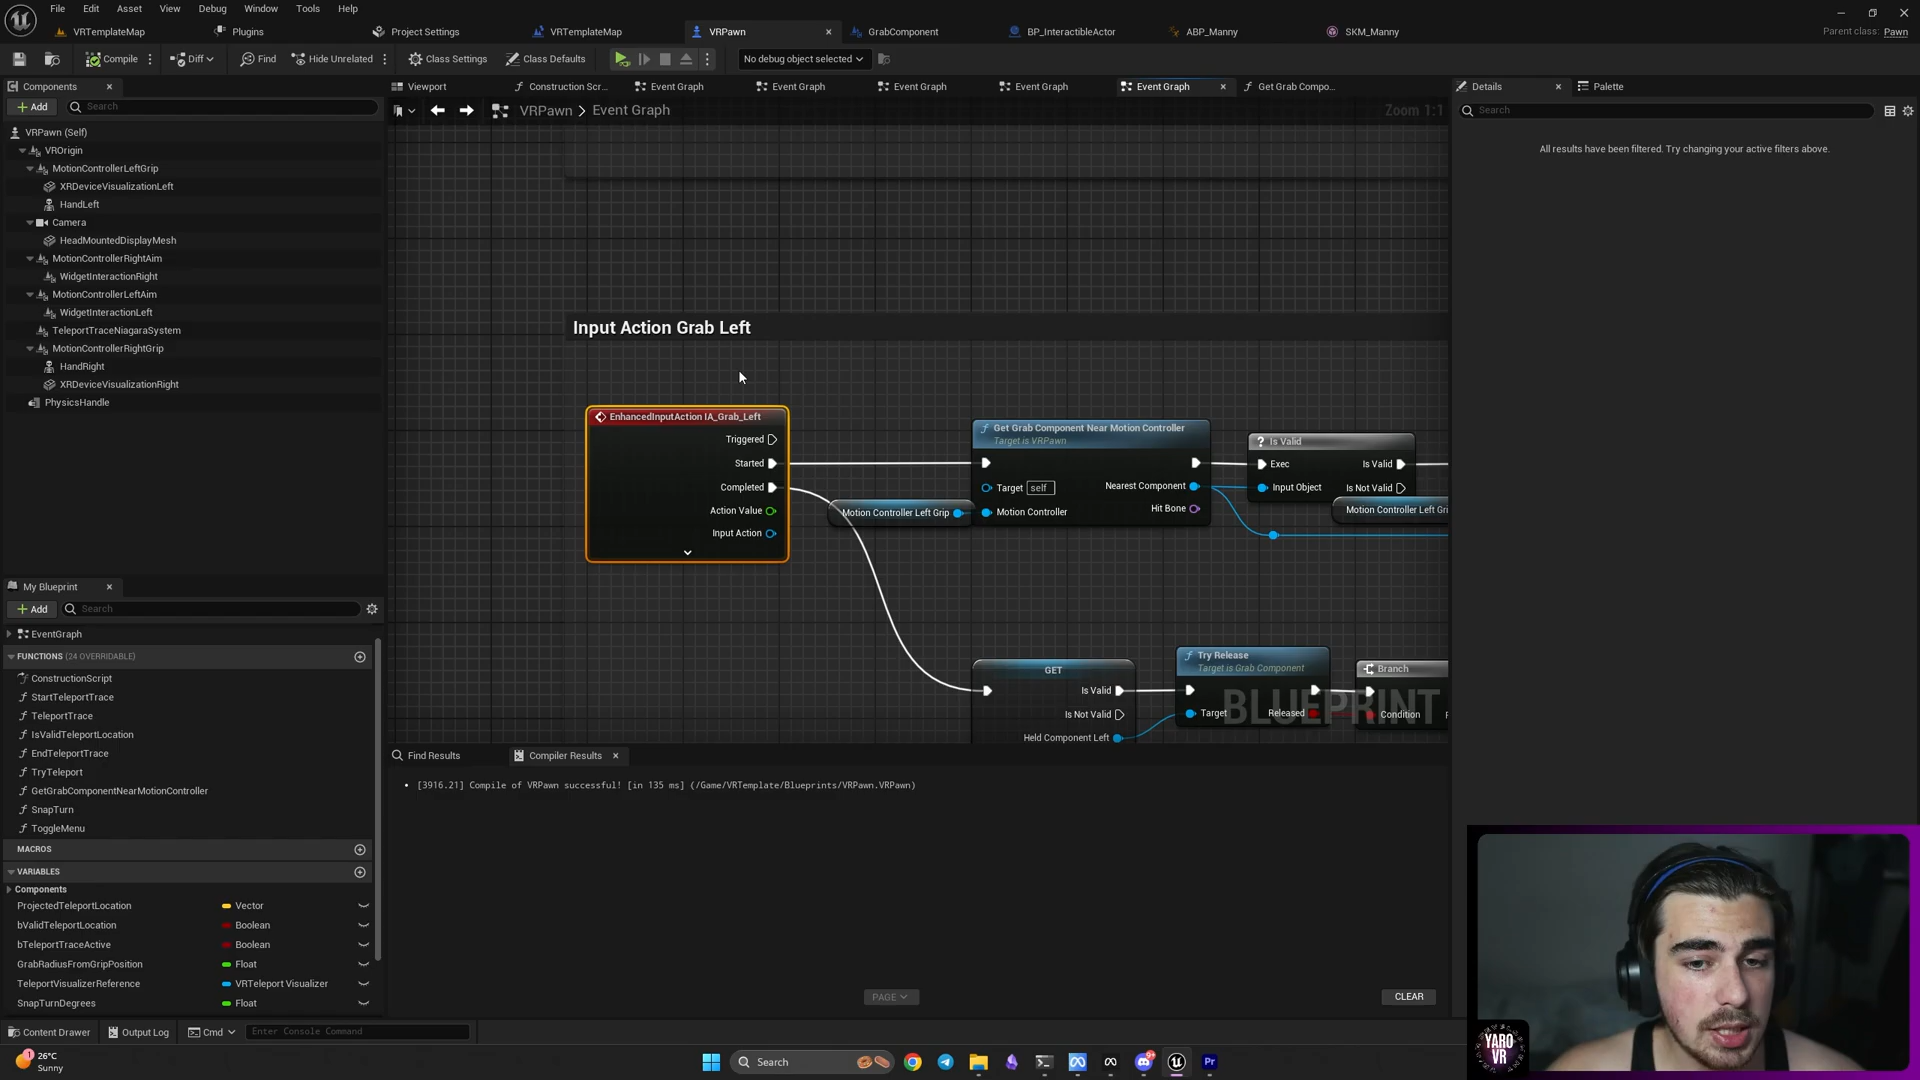 File Edit Asset View Debug Window Tools Help
VRTemplateMap Plugins Project Settings VRTemplateMap VRPawn GrabComponent BP_InteractibleActor ABP_Manny SKM_Manny
Parent class: Pawn
Compile Diff Find Hide Unrelated Class Settings Class Defaults No debug object selected
Components
Viewport Construction Scr... Event Graph Event Graph Event Graph Event Graph Event Graph Get Grab Compo...
Details Palette
Add Search
VRPawn > Event Graph Zoom 1:1
Search
VRPawn (Self)
VROrigin
MotionControllerLeftGrip
XRDeviceVisualizationLeft
HandLeft
Camera
HeadMountedDisplayMesh
MotionControllerRightAim
WidgetInteractionRight
MotionControllerLeftAim
WidgetInteractionLeft
TeleportTraceNiagaraSystem
MotionControllerRightGrip
HandRight
XRDeviceVisualizationRight
PhysicsHandle
All results have been filtered. Try changing your active filters above.
Input Action Grab Left
EnhancedInputAction IA_Grab_Left
Triggered
Started
Completed
Action Value
Input Action
Motion Controller Left Grip
Get Grab Component Near Motion Controller
Target is VRPawn
Target self
Nearest Component
Motion Controller
Hit Bone
Is Valid
Exec Is Valid
Input Object Is Not Valid
Motion Controller Left Gri
GET
Is Valid
Is Not Valid
Held Component Left
Try Release
Target is Grab Component
Target Released
Branch
Condition
BLUEPRINT
My Blueprint
Add Search
EventGraph
FUNCTIONS (24 OVERRIDABLE)
ConstructionScript
StartTeleportTrace
TeleportTrace
IsValidTeleportLocation
EndTeleportTrace
TryTeleport
GetGrabComponentNearMotionController
SnapTurn
ToggleMenu
MACROS
VARIABLES
Components
ProjectedTeleportLocation Vector
bValidTeleportLocation Boolean
bTeleportTraceActive Boolean
GrabRadiusFromGripPosition Float
TeleportVisualizerReference VRTeleport Visualizer
SnapTurnDegrees Float
Find Results Compiler Results
[3916.21] Compile of VRPawn successful! [in 135 ms] (/Game/VRTemplate/Blueprints/VRPawn.VRPawn)
PAGE
CLEAR
Content Drawer Output Log Cmd Enter Console Command
1
26°C
Sunny
Search
Pr
YARO
VR